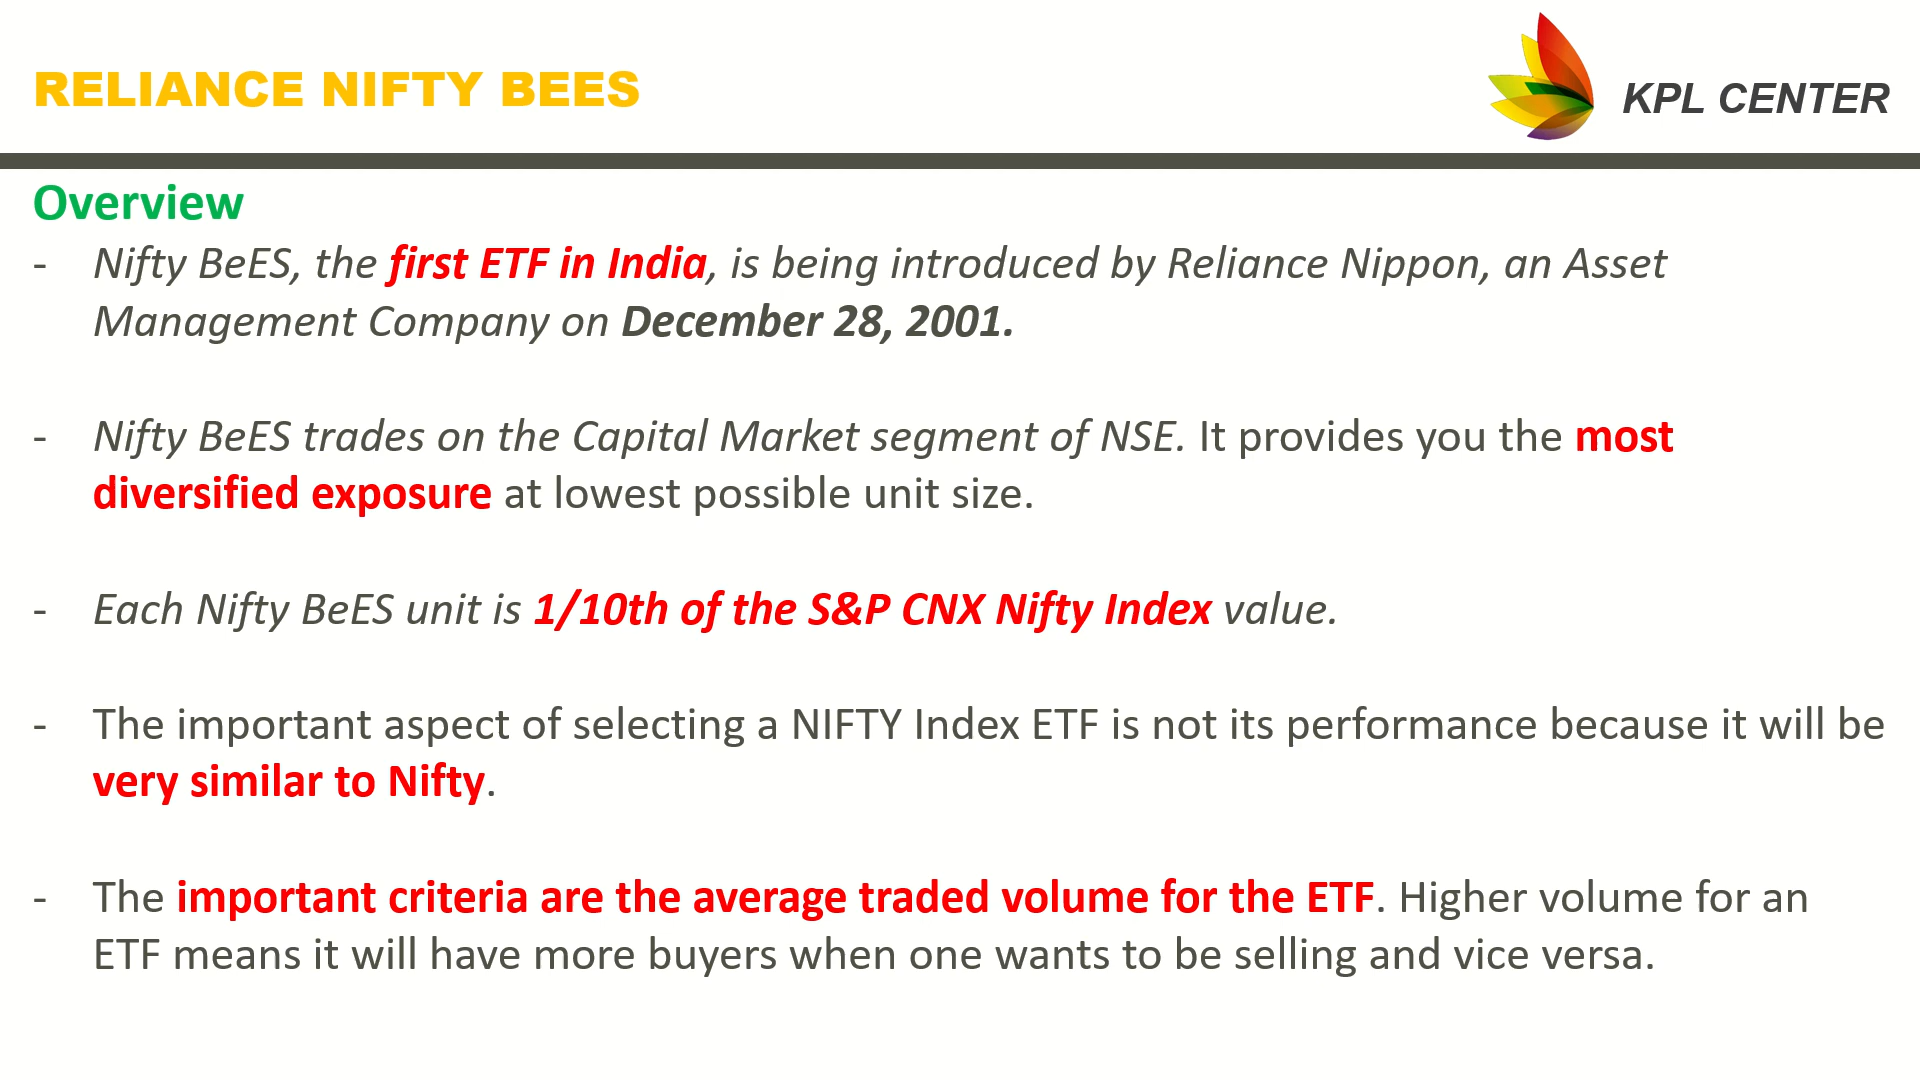 RELIANCE NIFTY BEES
KPL CENTER
Overview
- Nifty BeES, the first ETF in India, is being introduced by Reliance Nippon, an Asset
Management Company on December 28, 2001.
- Nifty BeES trades on the Capital Market segment of NSE. It provides you the most
diversified exposure at lowest possible unit size.
- Each Nifty BeES unit is 1/10th of the S&P CNX Nifty Index value.
- The important aspect of selecting a NIFTY Index ETF is not its performance because it will be
very similar to Nifty.
- The important criteria are the average traded volume for the ETF. Higher volume for an
ETF means it will have more buyers when one wants to be selling and vice versa.